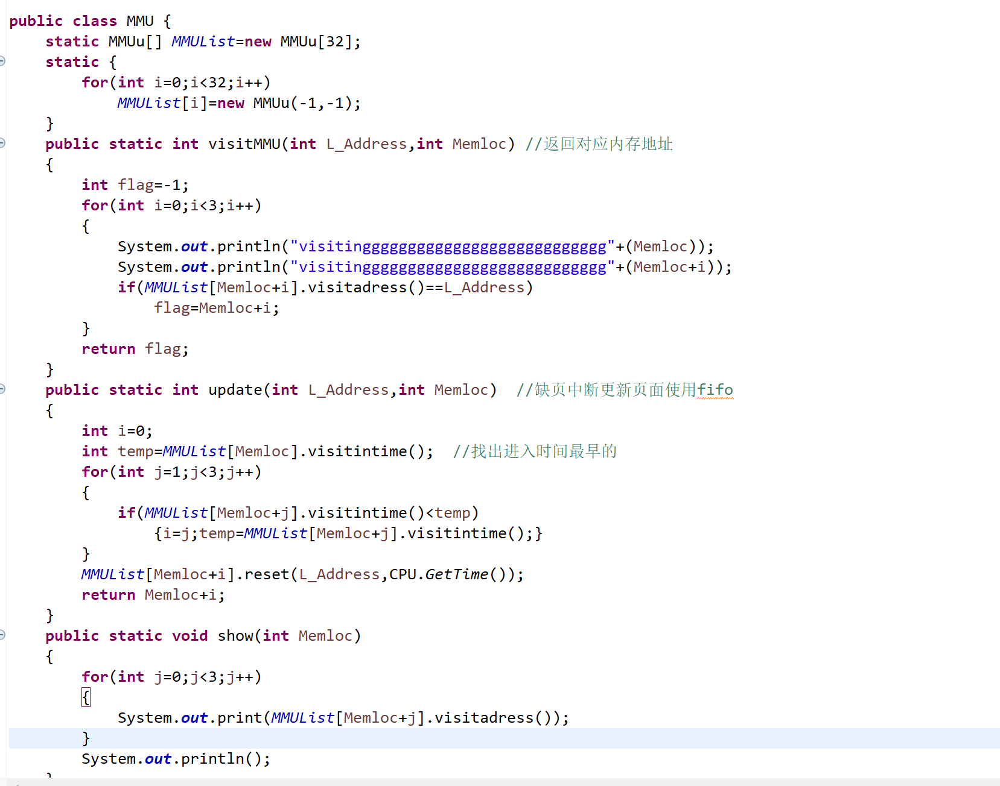 public class MMU {
static MMUu[] MMUList=new MMUu[32];
static {
for(int i=0;i<32;i++)
MMUList[i]=new MMUu(-1,-1);
}
public static int visitMMU(int L_Address,int Memloc) //返回对应内存地址
{
int flag=-1;
for(int i=0;i<3;i++)
{
System.out.println("visitinggggggggggggggggggggggggggg"+(Memloc));
System.out.println("visitinggggggggggggggggggggggggggg"+(Memloc+i));
if(MMUList[Memloc+i].visitadress()==L_Address)
flag=Memloc+i;
}
return flag;
}
public static int update(int L_Address,int Memloc)  //缺页中断更新页面使用fifo
{
int i=0;
int temp=MMUList[Memloc].visitintime();  //找出进入时间最早的
for(int j=1;j<3;j++)
{
if(MMUList[Memloc+j].visitintime()<temp)
{i=j;temp=MMUList[Memloc+j].visitintime();}
}
MMUList[Memloc+i].reset(L_Address,CPU.GetTime());
return Memloc+i;
}
public static void show(int Memloc)
{
for(int j=0;j<3;j++)
{
System.out.print(MMUList[Memloc+j].visitadress());
}
System.out.println();
}